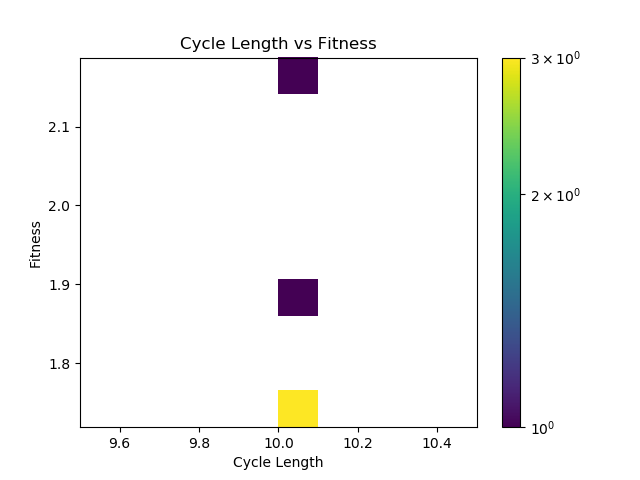 Cycle Length vs Fitness
Fitness
2.1
2.0
1.9
1.8
9.6 9.8 10.0 10.2 10.4
Cycle Length
3 × 10⁰
2 × 10⁰
10⁰